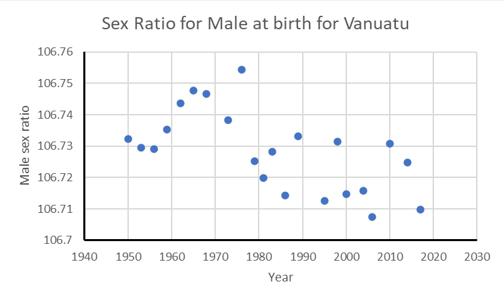 Sex Ratio for Male at birth for Vanuatu
106.76
106.75
106.74
106.73
106.72
106.71
106.7
Male sex ratio
1940 1950 1960 1970 1980 1990 2000 2010 2020 2030
Year